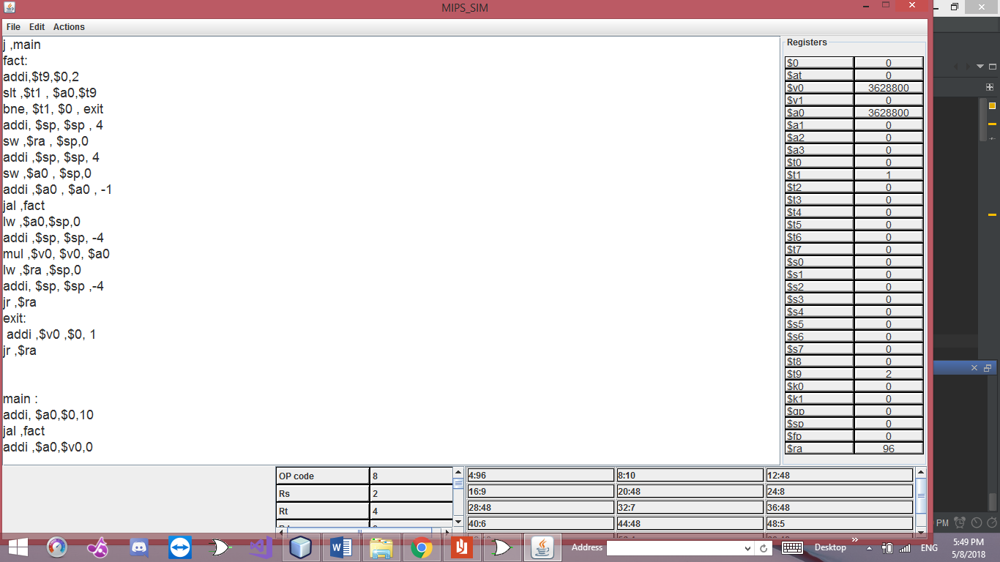 MIPS_SIM
File Edit Actions
j ,main
fact:
addi,$t9,$0,2
slt ,$t1 , $a0,$t9
bne, $t1, $0 , exit
addi, $sp, $sp , 4
sw ,$ra , $sp,0
addi ,$sp, $sp, 4
sw ,$a0 , $sp,0
addi ,$a0 , $a0 , -1
jal ,fact
lw ,$a0,$sp,0
addi ,$sp, $sp, -4
mul ,$v0, $v0, $a0
lw ,$ra ,$sp,0
addi, $sp, $sp ,-4
jr ,$ra
exit:
addi ,$v0 ,$0, 1
jr ,$ra
main :
addi, $a0,$0,10
jal ,fact
addi ,$a0,$v0,0
Registers
$0 0
$at 0
$v0 3628800
$v1 0
$a0 3628800
$a1 0
$a2 0
$a3 0
$t0 0
$t1 1
$t2 0
$t3 0
$t4 0
$t5 0
$t6 0
$t7 0
$s0 0
$s1 0
$s2 0
$s3 0
$s4 0
$s5 0
$s6 0
$s7 0
$t8 0
$t9 2
$k0 0
$k1 0
$gp 0
$sp 0
$fp 0
$ra 96
OP code 8
Rs 2
Rt 4
4:96 8:10 12:48
16:9 20:48 24:8
28:48 32:7 36:48
40:6 44:48 48:5
PM
Address
Desktop
ENG
5:49 PM
5/8/2018